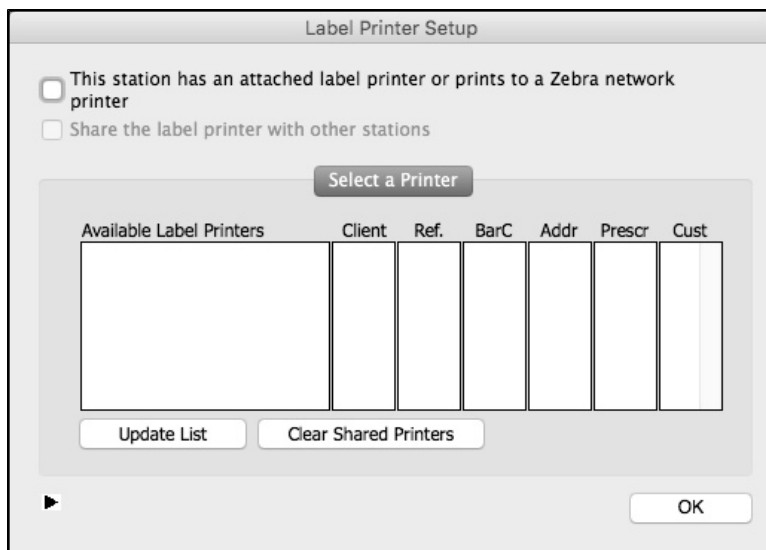 Label Printer Setup
This station has an attached label printer or prints to a Zebra network
printer
Share the label printer with other stations
Select a Printer
Available Label Printers Client Ref. BarC Addr Prescr Cust
Update List Clear Shared Printers
OK